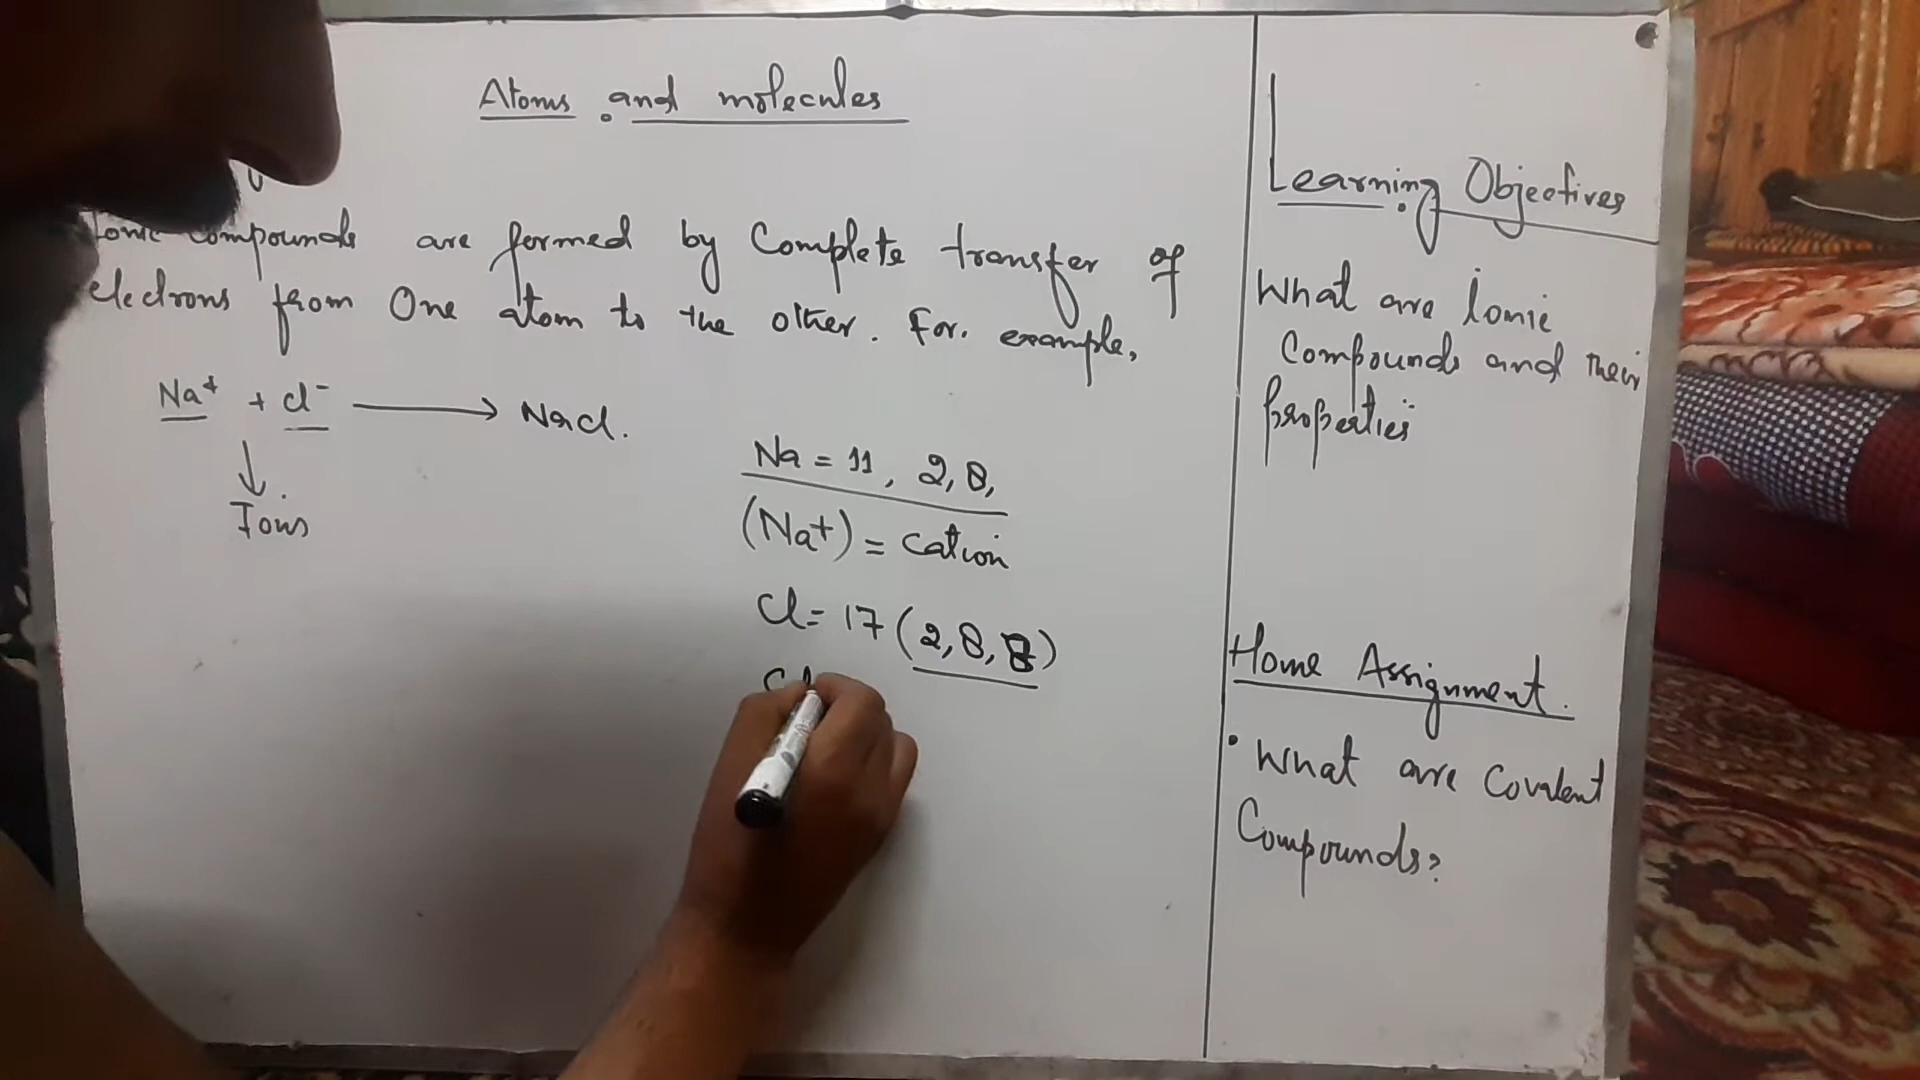 Atoms and molecules
Ionic compounds are formed by Complete transfer of
electrons from One atom to the other. For. example,
Na⁺ + Cl⁻ ⟶ NaCl.
↓
Ions
Na = 11, 2, 8,
(Na⁺) = Cation
Cl = 17 (2, 8, 8)
Cl
Learning Objectives
What are Ionic
Compounds and their
properties
Home Assignment.
• What are Covalent
Compounds?